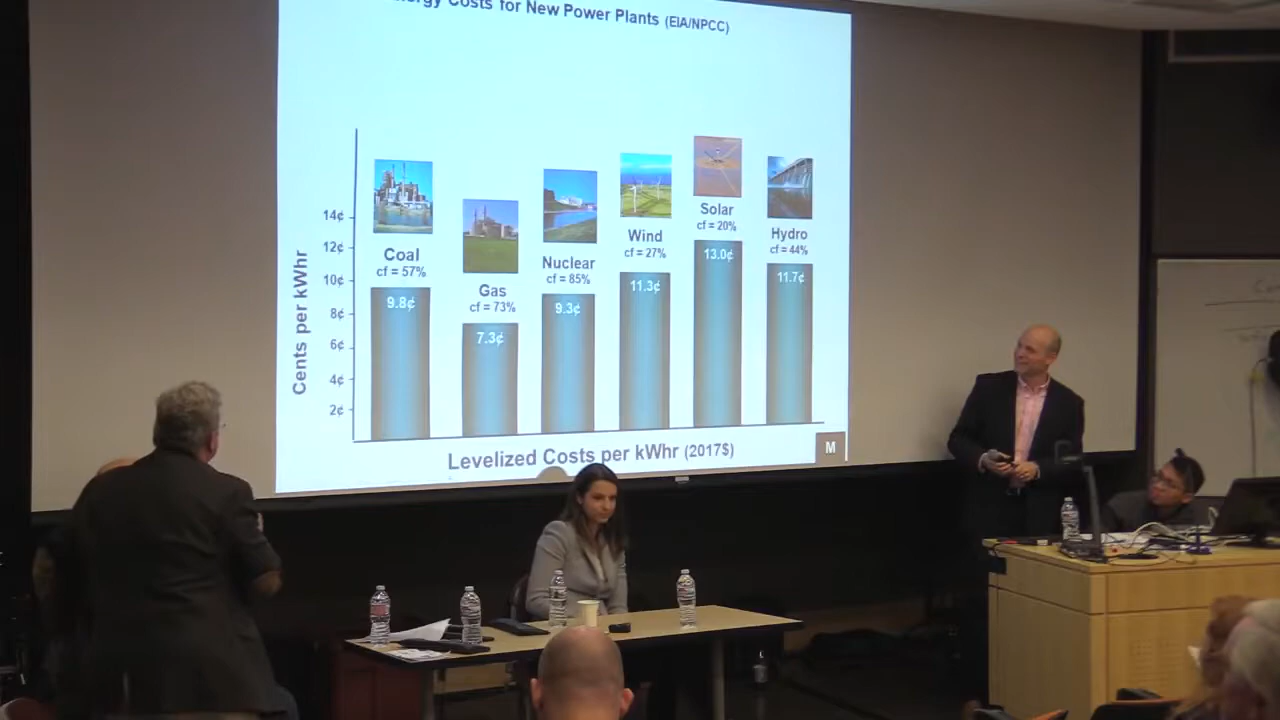 Costs for New Power Plants (EIA/NPCC)
Cents per kWhr
14¢
12¢
10¢
8¢
6¢
4¢
2¢
Coal
cf = 57%
9.8¢
Gas
cf = 73%
7.3¢
Nuclear
cf = 85%
9.3¢
Wind
cf = 27%
11.3¢
Solar
cf = 20%
13.0¢
Hydro
cf = 44%
11.7¢
Levelized Costs per kWhr (2017$)
M